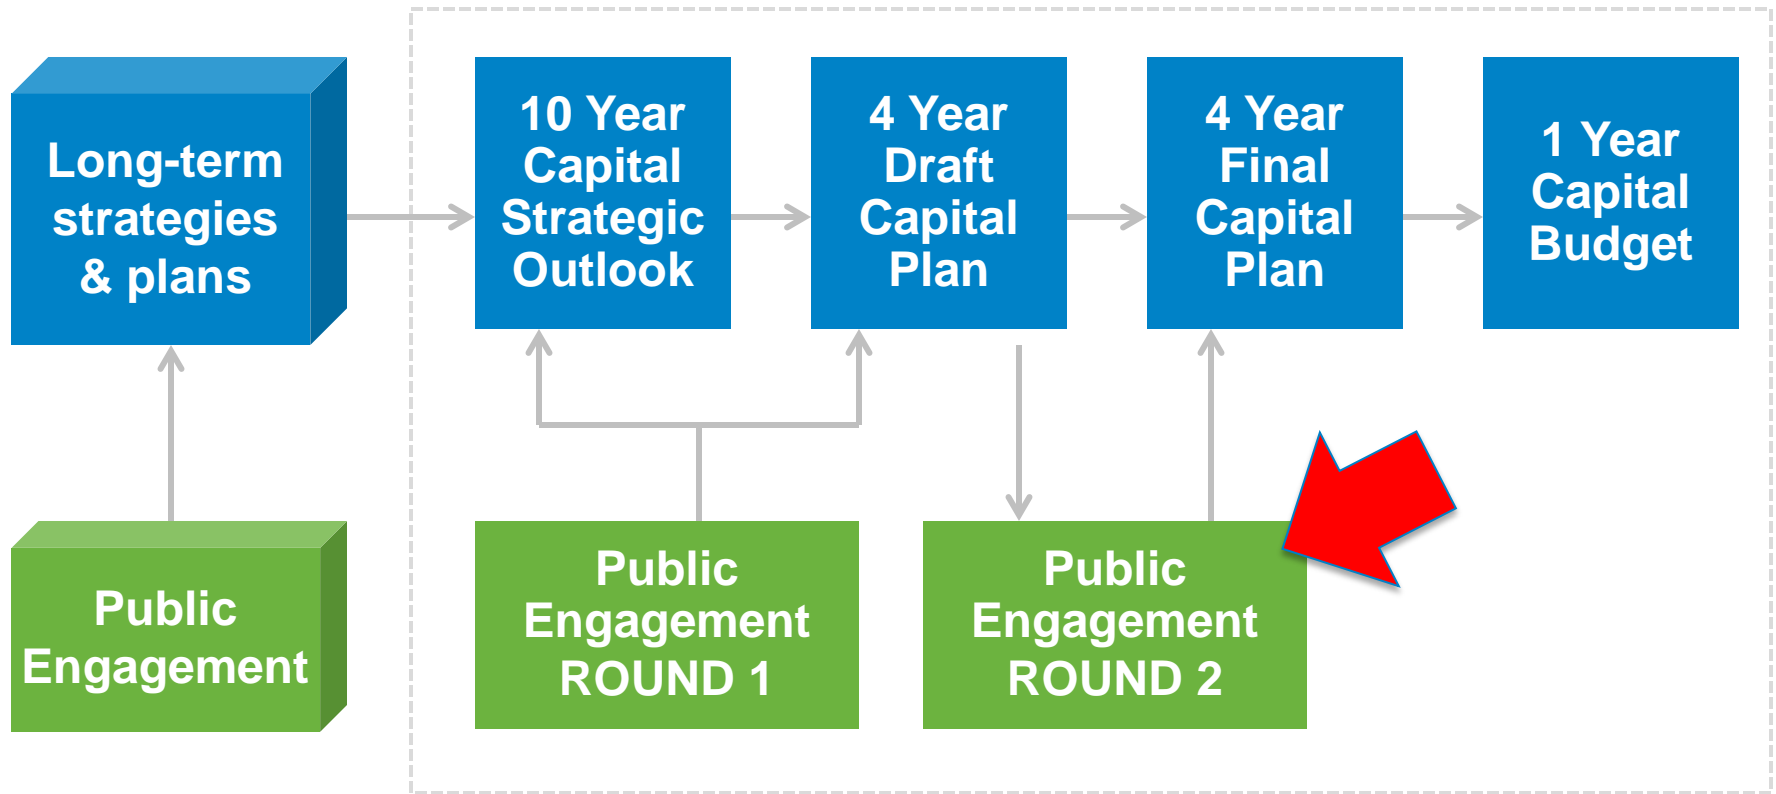 Long-term
strategies
& plans
10 Year
Capital
Strategic
Outlook
4 Year
Draft
Capital
Plan
4 Year
Final
Capital
Plan
1 Year
Capital
Budget
Public
Engagement
Public
Engagement
ROUND 1
Public
Engagement
ROUND 2